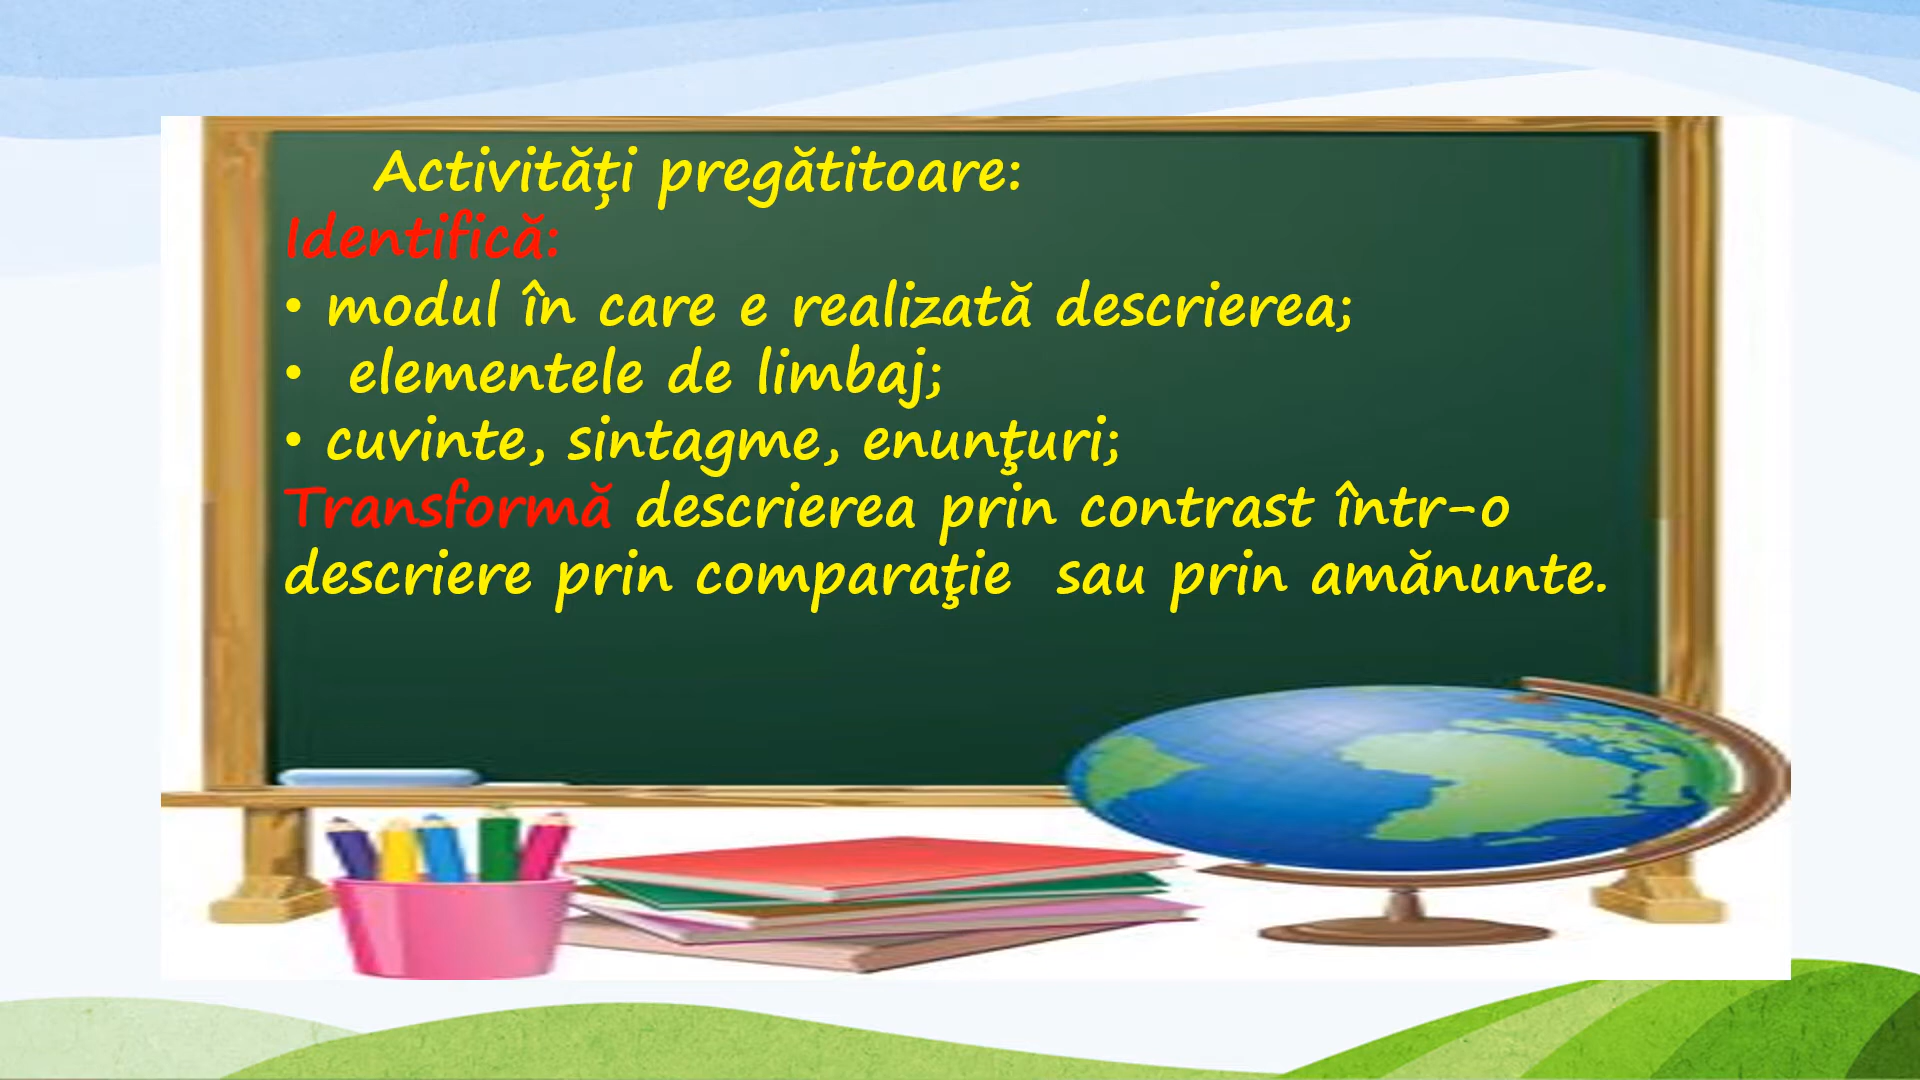 Activități pregătitoare:
Identifică:
• modul în care e realizată descrierea;
• elementele de limbaj;
• cuvinte, sintagme, enunţuri;
Transformă descrierea prin contrast într-o
descriere prin comparaţie sau prin amănunte.